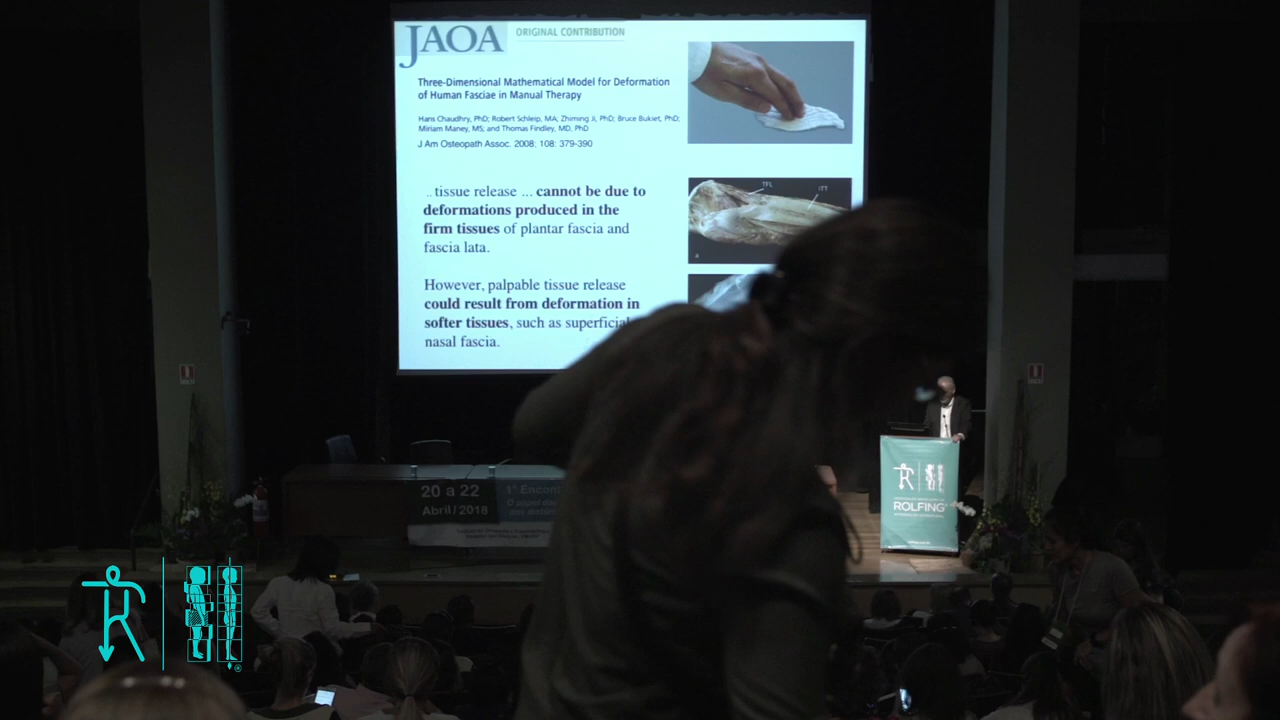 JAOA
ORIGINAL CONTRIBUTION
Three-Dimensional Mathematical Model for Deformation
of Human Fasciae in Manual Therapy
Hans Chaudhry, PhD; Robert Schleip, MA; Zhiming Ji, PhD; Bruce Bukiet, PhD;
Miriam Maney, MS; and Thomas Findley, MD, PhD
J Am Osteopath Assoc. 2008; 108: 379-390
.. tissue release ... cannot be due to
deformations produced in the
firm tissues of plantar fascia and
fascia lata.
However, palpable tissue release
could result from deformation in
softer tissues, such as superficial
nasal fascia.
TFL
ITT
a
20 a 22
Abril/2018
1º Encont
O papel das
ROLFING